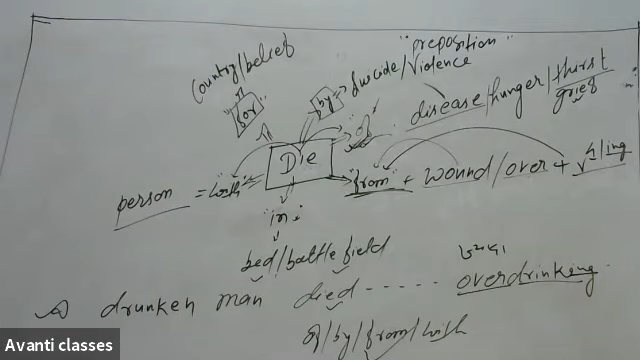 "preposition"
Country/belief
for
by → Suicide/Violence
of
disease/hunger/thirst
grief
Die
person = "with"
"from" + wound/over + v4/ing
"in"
bed/battle field
A drunken man died ..... overdrinking.
of/by/from/with
Avanti classes